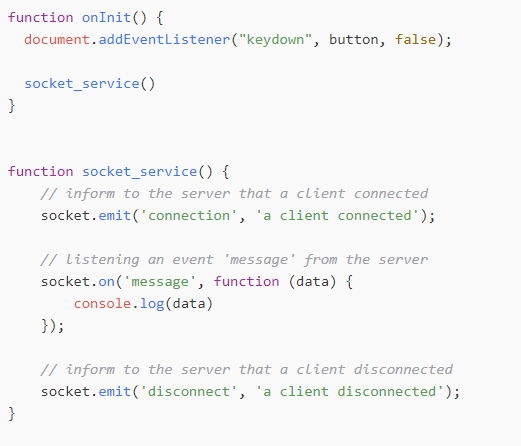 function onInit() {
  document.addEventListener("keydown", button, false);

  socket_service()
}


function socket_service() {
    // inform to the server that a client connected
    socket.emit('connection', 'a client connected');

    // listening an event 'message' from the server
    socket.on('message', function (data) {
        console.log(data)
    });

    // inform to the server that a client disconnected
    socket.emit('disconnect', 'a client disconnected');
}